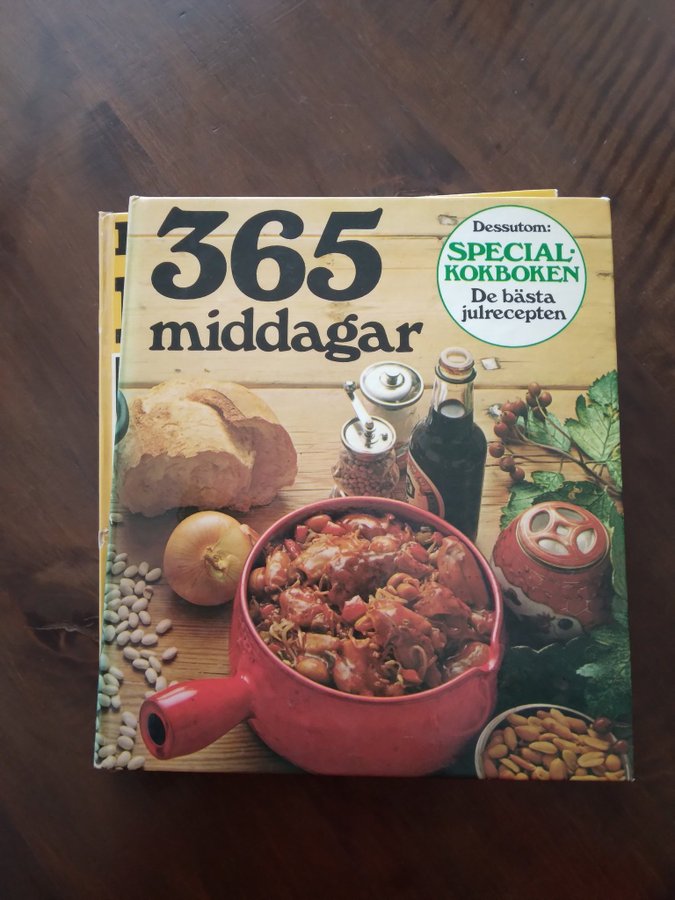 365
middagar
Dessutom:
SPECIAL-
KOKBOKEN
De bästa
julrecepten